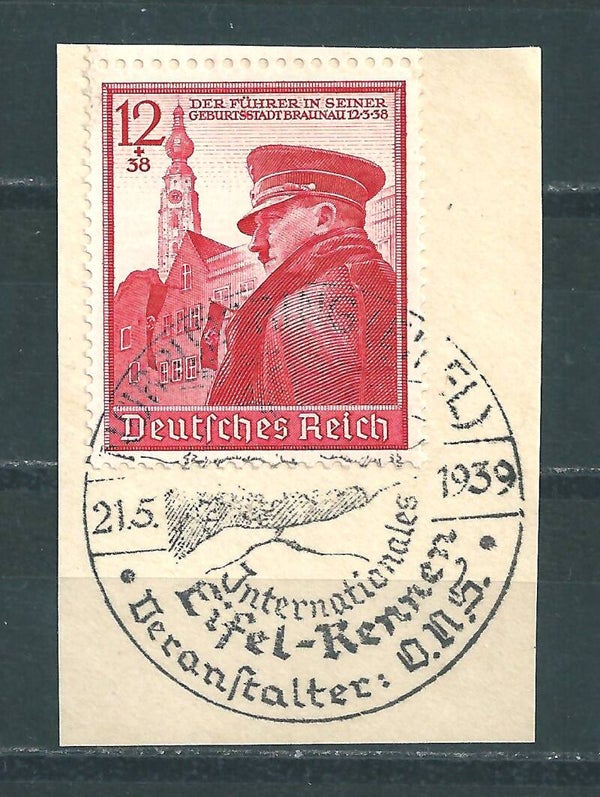 12
+
38
DER FÜHRER IN SEINER
GEBURTSSTADT BRAUNAU 12·3·38
Deutsches Reich
21.5.
1939
Internationales
Eifel-Rennen
Veranstalter: O.N.S.